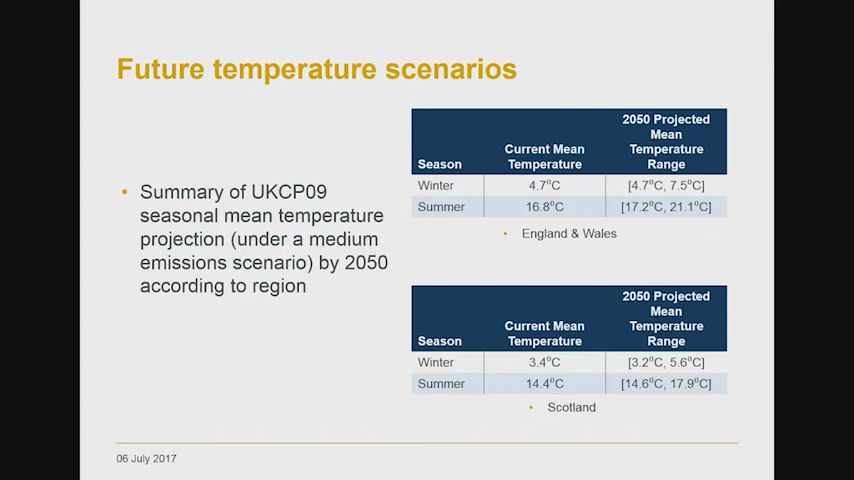 Future temperature scenarios
• Summary of UKCP09
seasonal mean temperature
projection (under a medium
emissions scenario) by 2050
according to region
2050 Projected
Mean
Current Mean Temperature
Season Temperature Range
Winter 4.7°C [4.7°C, 7.5°C]
Summer 16.8°C [17.2°C, 21.1°C]
• England & Wales
2050 Projected
Mean
Current Mean Temperature
Season Temperature Range
Winter 3.4°C [3.2°C, 5.6°C]
Summer 14.4°C [14.6°C, 17.9°C]
• Scotland
06 July 2017